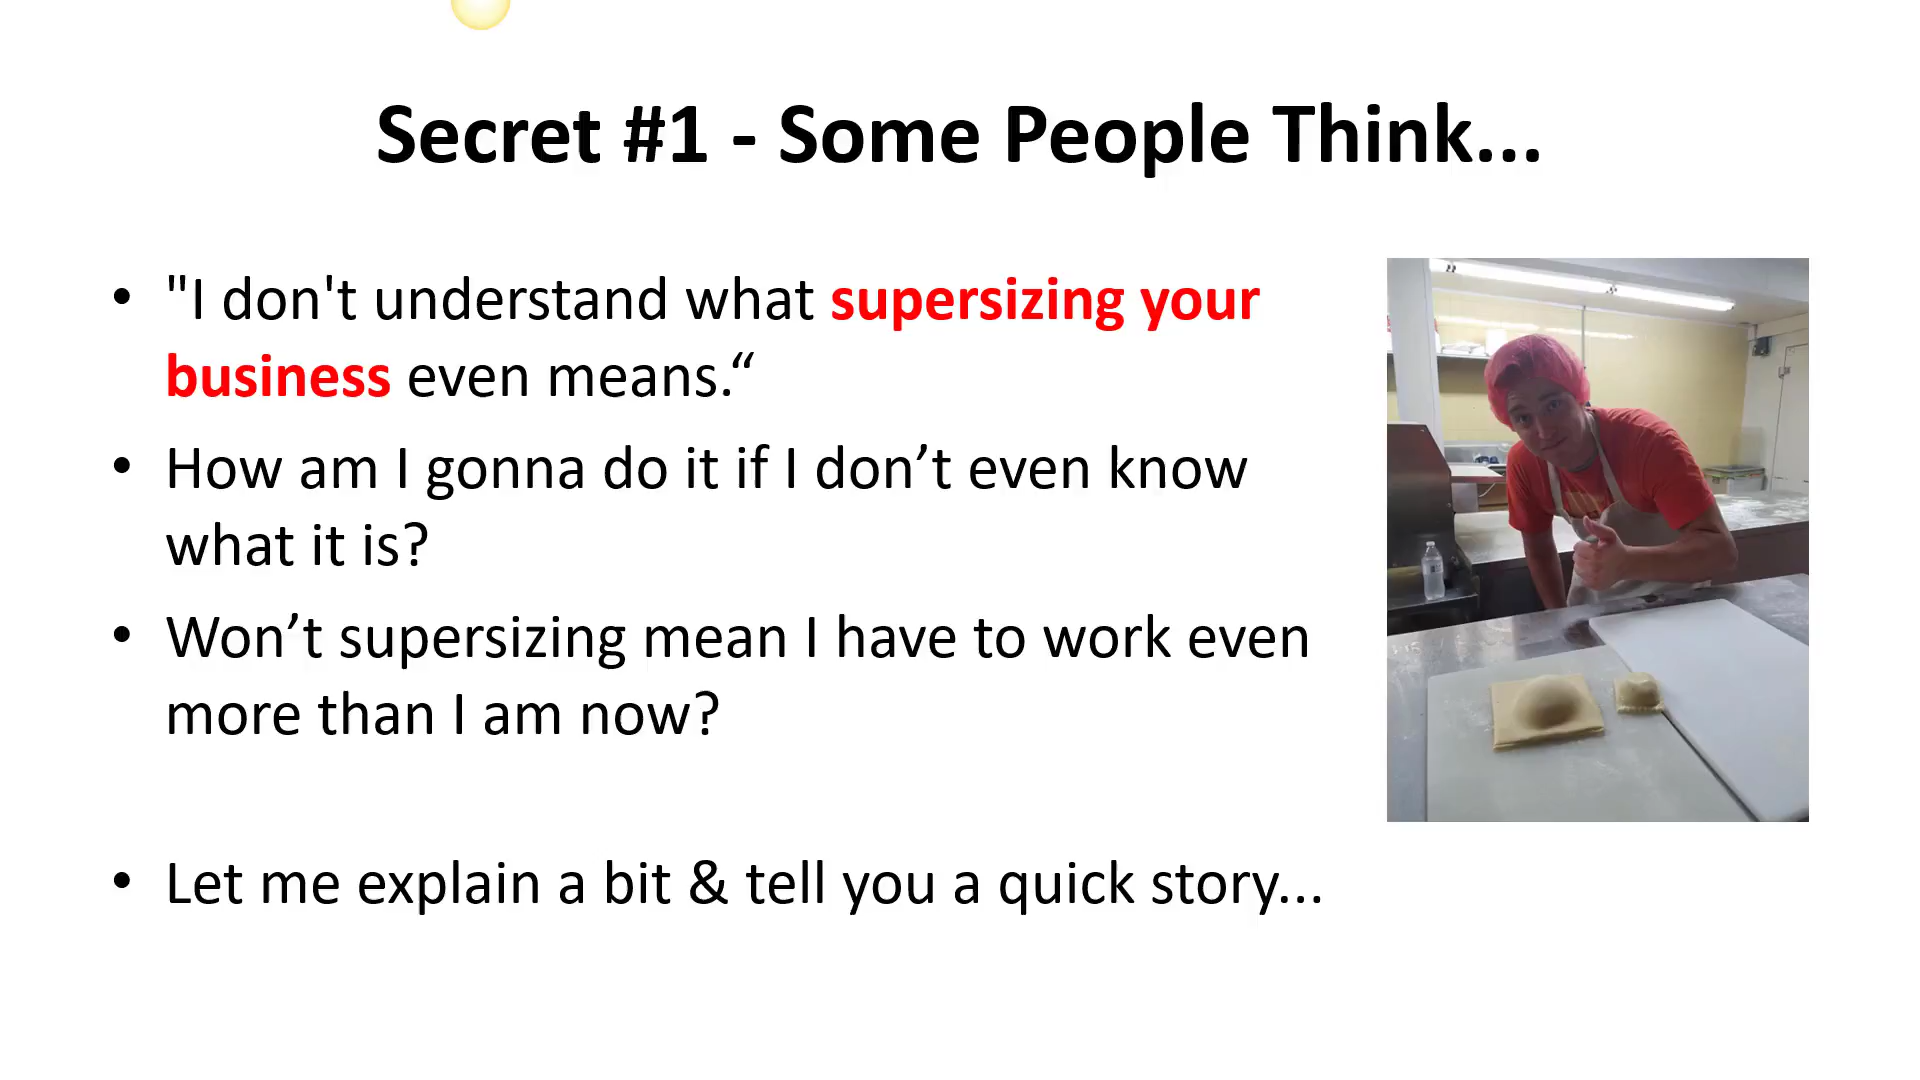 Secret #1 - Some People Think...
• "I don't understand what supersizing your
business even means.“
• How am I gonna do it if I don’t even know
what it is?
• Won’t supersizing mean I have to work even
more than I am now?
• Let me explain a bit & tell you a quick story...